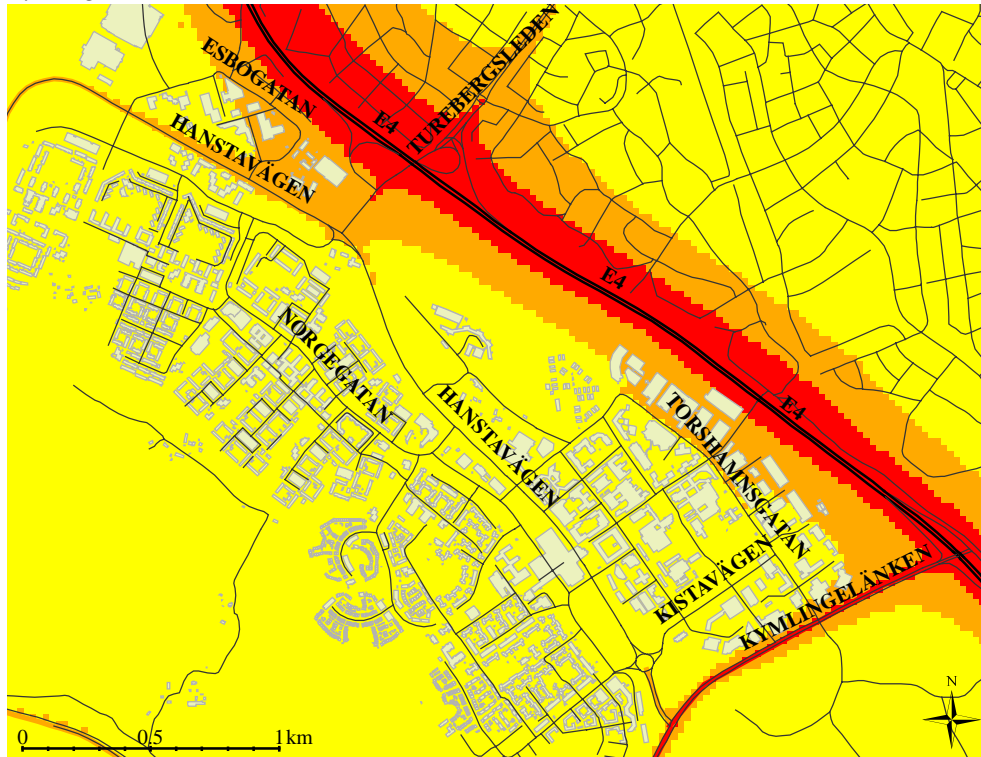 ESBOGATAN
TUREBERGSLEDEN
E4
HANSTAVÄGEN
E4
NORGEGATAN
HANSTAVÄGEN
E4
TORSHAMNSGATAN
KISTAVÄGEN
KYMLINGELÄNKEN
N
0 0,5 1 km